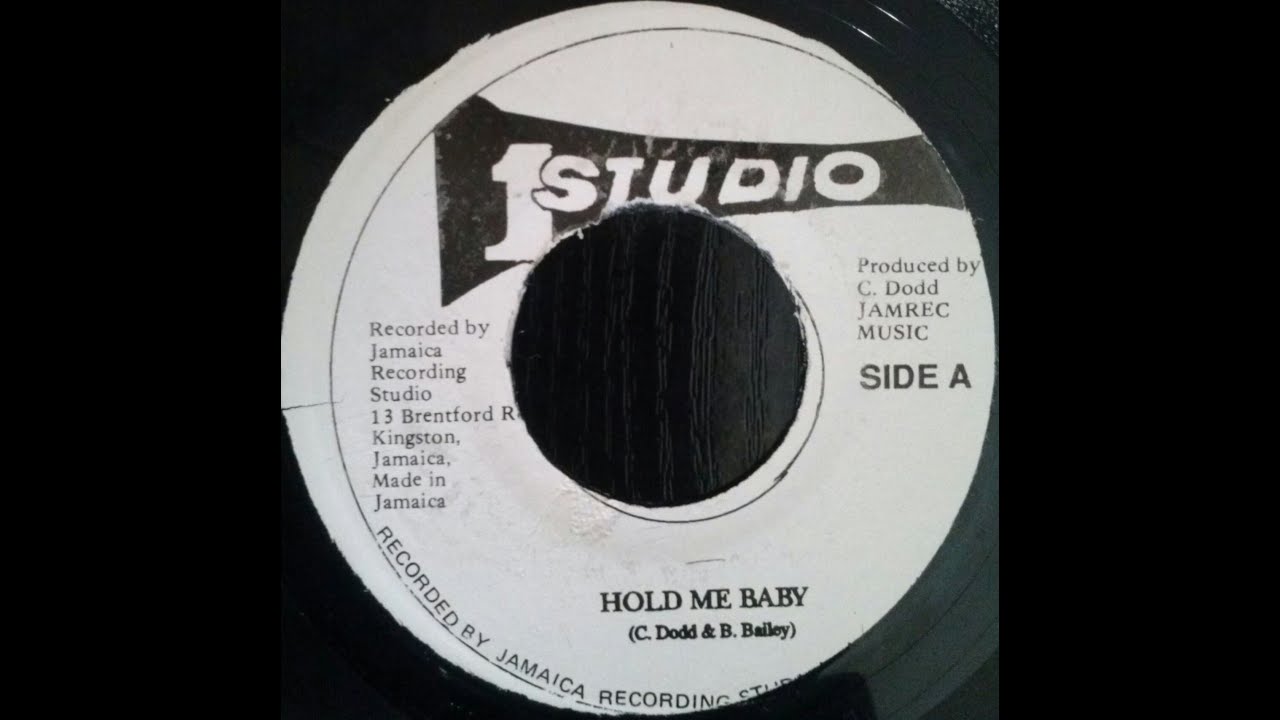 1 STUDIO
Produced by
C. Dodd
JAMREC
MUSIC
SIDE A
Recorded by
Jamaica
Recording
Studio
13 Brentford
Kingston,
Jamaica,
Made in
Jamaica
HOLD ME BABY
(C. Dodd & B. Bailey)
RECORDED BY JAMAICA RECORDING